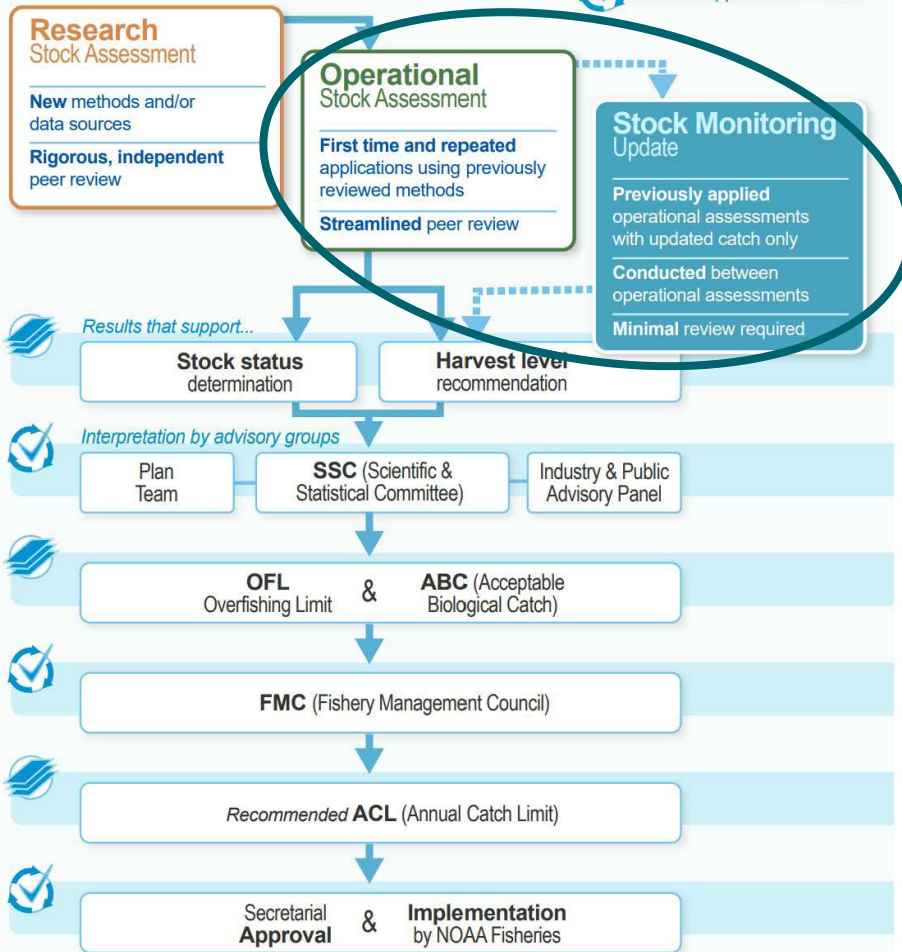 Research
Stock Assessment
New methods and/or
data sources
Rigorous, independent
peer review
Operational
Stock Assessment
First time and repeated
applications using previously
reviewed methods
Streamlined peer review
Stock Monitoring
Update
Previously applied
operational assessments
with updated catch only
Conducted between
operational assessments
Minimal review required
Results that support...
Stock status
determination
Harvest level
recommendation
Interpretation by advisory groups
Plan
Team
SSC (Scientific &
Statistical Committee)
Industry & Public
Advisory Panel
OFL
Overfishing Limit
&
ABC (Acceptable
Biological Catch)
FMC (Fishery Management Council)
Recommended ACL (Annual Catch Limit)
Secretarial
Approval
&
Implementation
by NOAA Fisheries